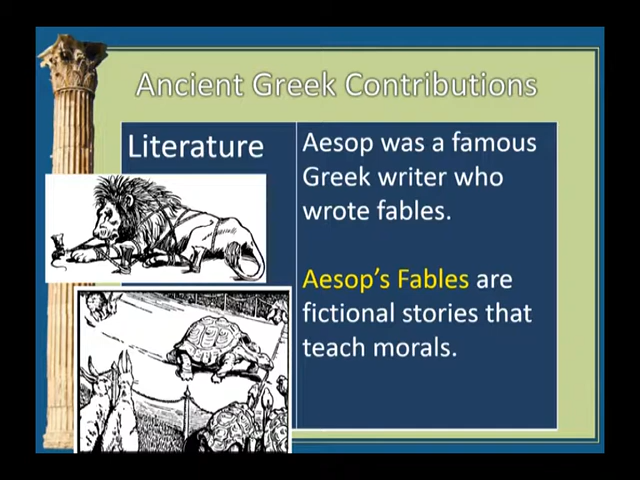 Ancient Greek Contributions
Literature
Aesop was a famous
Greek writer who
wrote fables.
Aesop's Fables are
fictional stories that
teach morals.